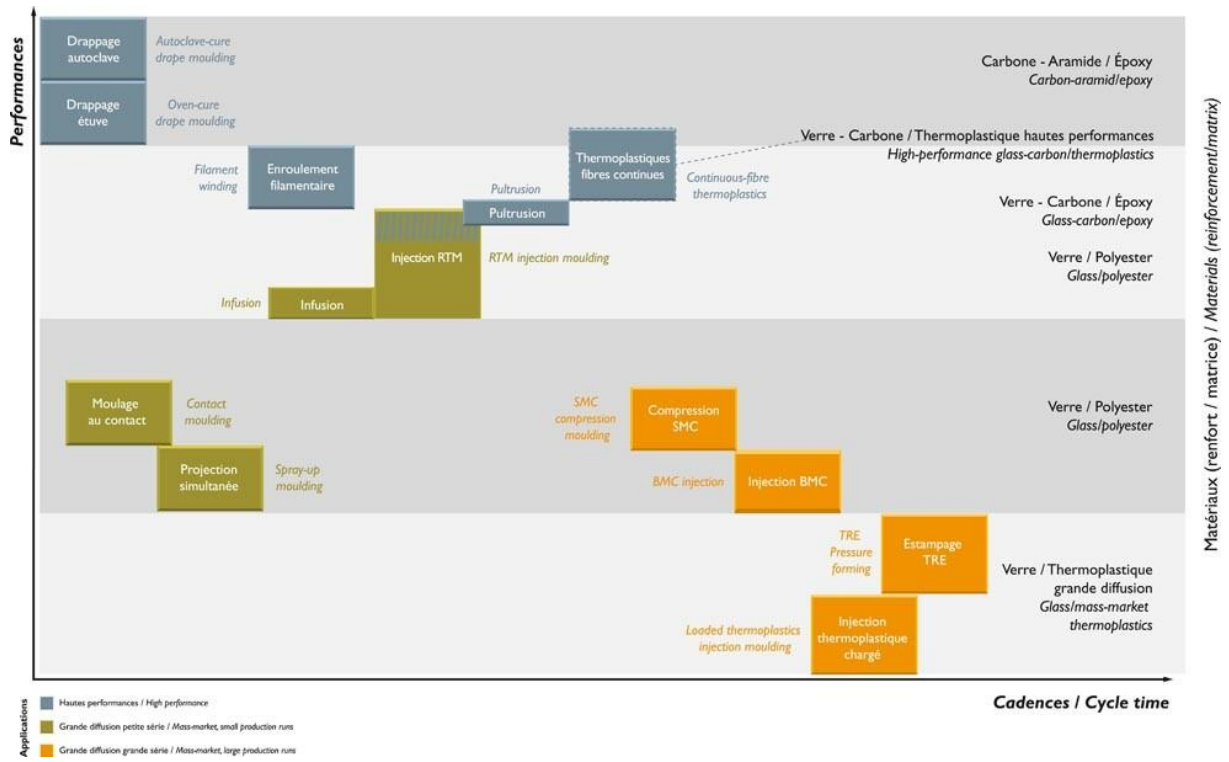 Performances
Drappage
autoclave
Autoclave-cure
drape moulding
Carbone - Aramide / Époxy
Carbon-aramid/epoxy
Drappage
étuve
Oven-cure
drape moulding
Verre - Carbone / Thermoplastique hautes performances
High-performance glass-carbon/thermoplastics
Filament
winding
Enroulement
filamentaire
Thermoplastiques
fibres continues
Continuous-fibre
thermoplastics
Pultrusion
Pultrusion
Verre - Carbone / Époxy
Glass-carbon/epoxy
Injection RTM
RTM injection moulding
Verre / Polyester
Glass/polyester
Infusion
Infusion
Moulage
au contact
Contact
moulding
SMC
compression
moulding
Compression
SMC
Verre / Polyester
Glass/polyester
Projection
simultanée
Spray-up
moulding
BMC injection
Injection BMC
TRE
Pressure
forming
Estampage
TRE
Verre / Thermoplastique
grande diffusion
Glass/mass-market
thermoplastics
Loaded thermoplastics
injection moulding
Injection
thermoplastique
chargé
Matériaux (renfort / matrice) / Materials (reinforcement/matrix)
Cadences / Cycle time
Applications
Hautes performances / High performance
Grande diffusion petite série / Mass-market, small production runs
Grande diffusion grande série / Mass-market, large production runs